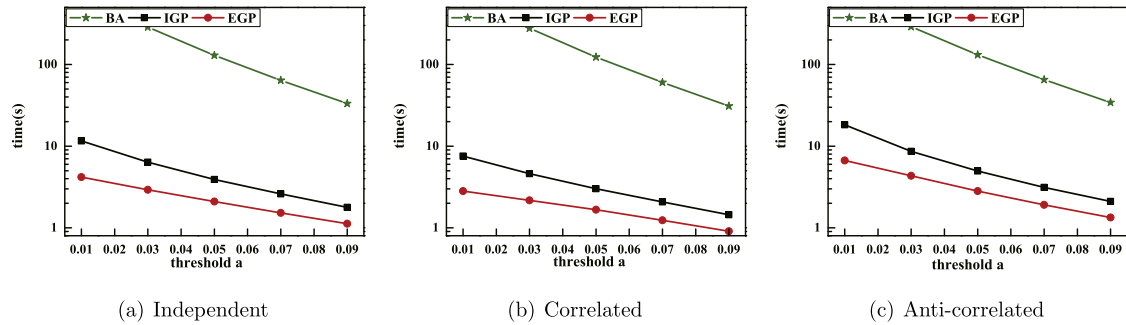 BA IGP EGP
100
10
1
time(s)
0.01 0.02 0.03 0.04 0.05 0.06 0.07 0.08 0.09
threshold a
(a) Independent
BA IGP EGP
100
10
1
time(s)
0.01 0.02 0.03 0.04 0.05 0.06 0.07 0.08 0.09
threshold a
(b) Correlated
BA IGP EGP
100
10
1
time(s)
0.01 0.02 0.03 0.04 0.05 0.06 0.07 0.08 0.09
threshold a
(c) Anti-correlated